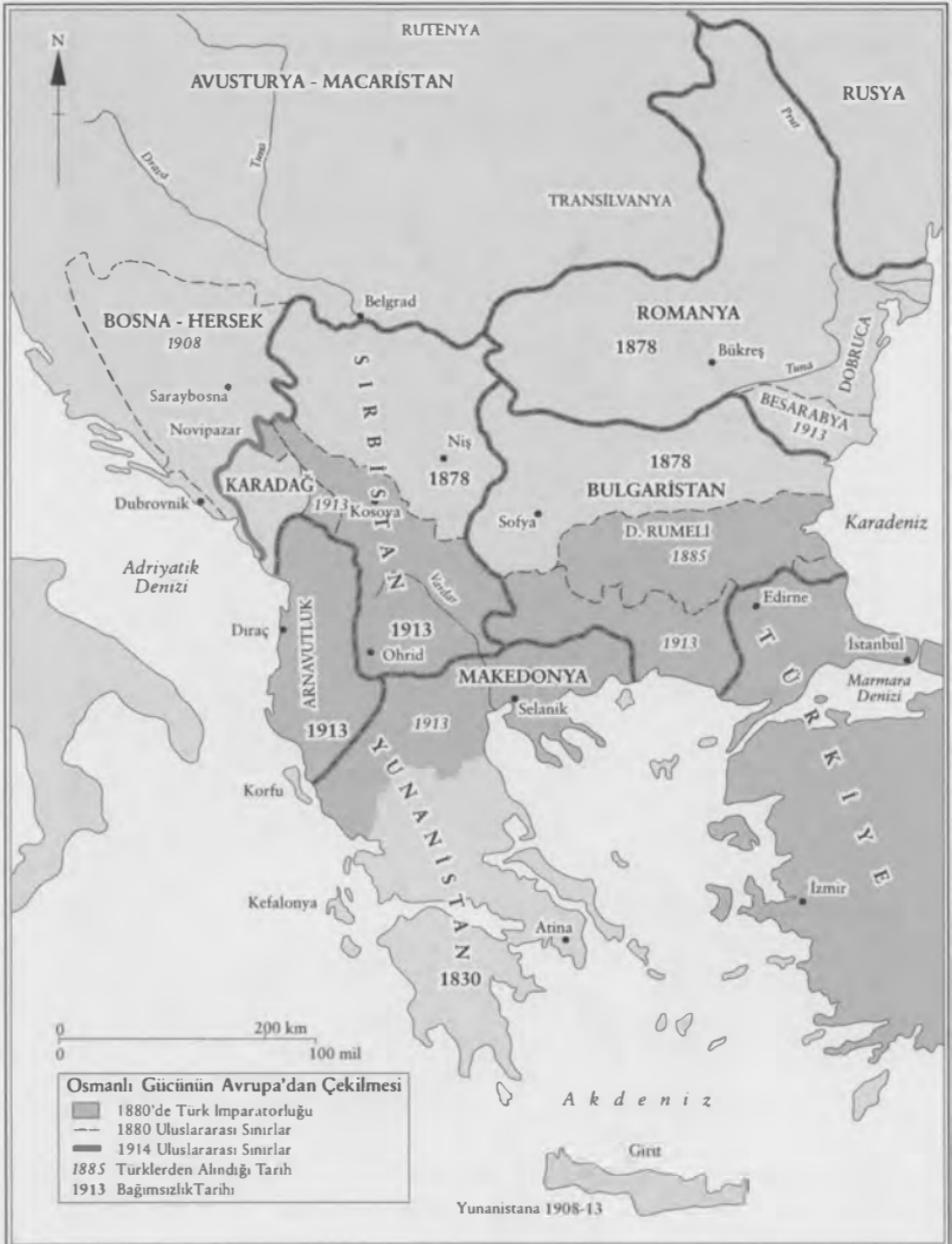 RUTENYA
N
AVUSTURYA - MACARİSTAN
RUSYA
Prut
Drava
Tuna
TRANSİLVANYA
Belgrad
BOSNA - HERSEK
1908
ROMANYA
1878
Bükreş
Tuna
DOBRUCA
Saraybosna
BESARABYA
1913
Novipazar
SIRBİSTAN
Niş
1878
1878
BULGARİSTAN
KARADAĞ
1913
Kosova
Dubrovnik
Sofya
D. RUMELİ
1885
Karadeniz
Adriyatik
Denizi
Vardar
Edirne
Dıraç
ARNAVUTLUK
1913
Ohrid
1913
İstanbul
MAKEDONYA
TÜRKİYE
Marmara
Denizi
Selanik
1913
1913
YUNANİSTAN
Korfu
İzmir
Kefalonya
Atina
1830
0 200 km
0 100 mil
Osmanlı Gücünün Avrupa'dan Çekilmesi
1880'de Türk İmparatorluğu
1880 Uluslararası Sınırlar
1914 Uluslararası Sınırlar
1885 Türklerden Alındığı Tarih
1913 Bağımsızlık Tarihi
Akdeniz
Girit
Yunanistana 1908-13